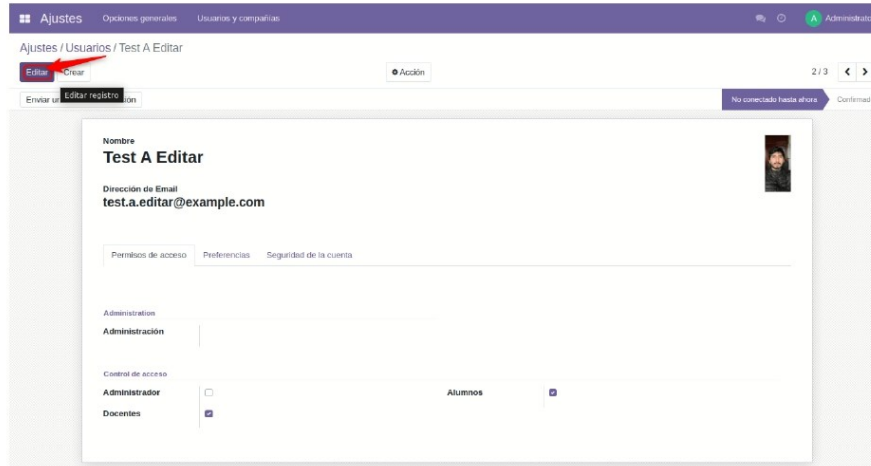 Ajustes Opciones generales Usuarios y compañías A Administrato
Ajustes / Usuarios / Test A Editar
Editar Crear Acción 2 / 3
Editar registro
Enviar un ión No conectado hasta ahora Confirmad
Nombre
Test A Editar
Dirección de Email
test.a.editar@example.com
Permisos de acceso Preferencias Seguridad de la cuenta
Administration
Administración
Control de acceso
Administrador Alumnos
Docentes